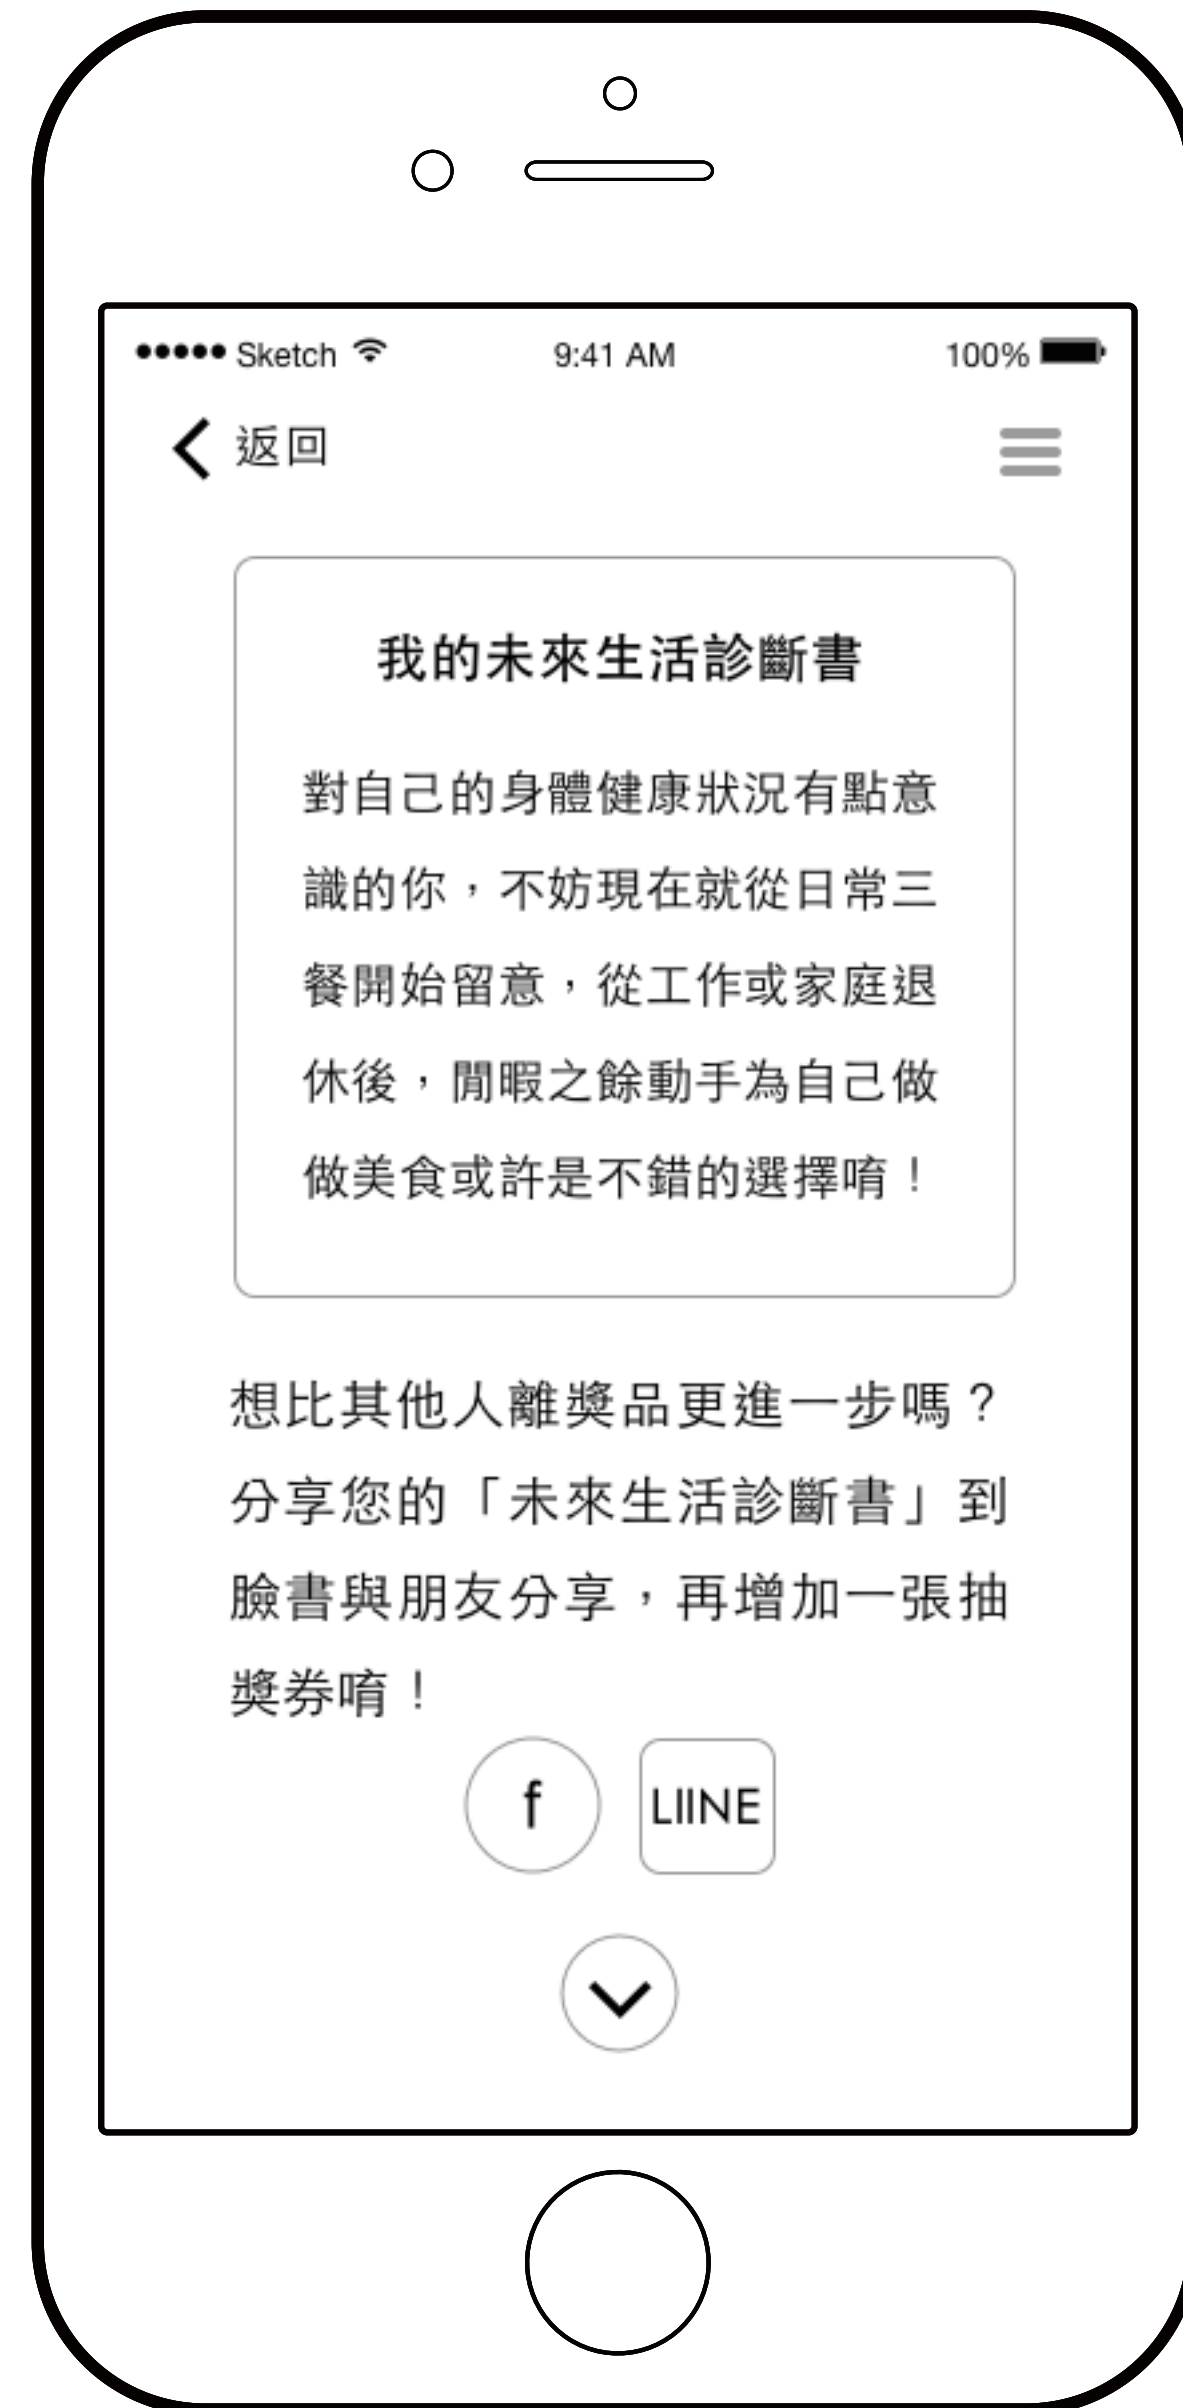 Sketch 9:41 AM 100%
返回
我的未來生活診斷書
對自己的身體健康狀況有點意
識的你，不妨現在就從日常三
餐開始留意，從工作或家庭退
休後，閒暇之餘動手為自己做
做美食或許是不錯的選擇唷！
想比其他人離獎品更進一步嗎？
分享您的「未來生活診斷書」到
臉書與朋友分享，再增加一張抽
獎券唷！
f LIINE